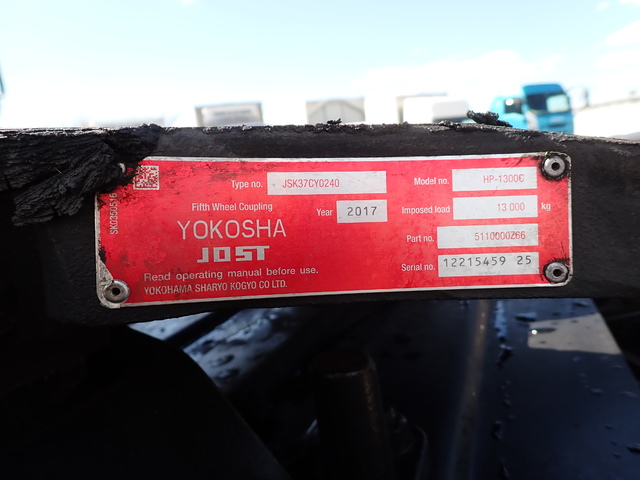 Type no. JSK37CY0240
Model no. HP-1300C
Fifth Wheel Coupling
Year 2017
Imposed load 13 000 kg
YOKOSHA
JOST
Part no. 5110000Z66
Serial no. 12215459 25
Read operating manual before use.
YOKOHAMA SHARYO KOGYO CO LTD.